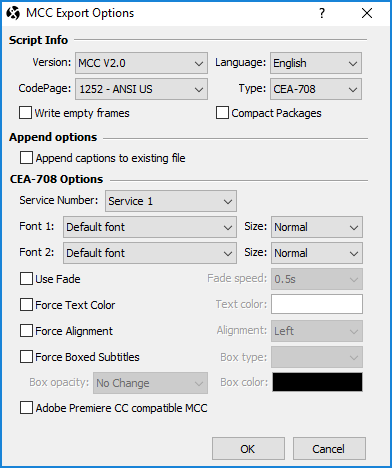 MCC Export Options
Script Info
Version: MCC V2.0 Language: English
CodePage: 1252 - ANSI US Type: CEA-708
Write empty frames Compact Packages
Append options
Append captions to existing file
CEA-708 Options
Service Number: Service 1
Font 1: Default font Size: Normal
Font 2: Default font Size: Normal
Use Fade Fade speed: 0.5s
Force Text Color Text color:
Force Alignment Alignment: Left
Force Boxed Subtitles Box type:
Box opacity: No Change Box color:
Adobe Premiere CC compatible MCC
OK Cancel